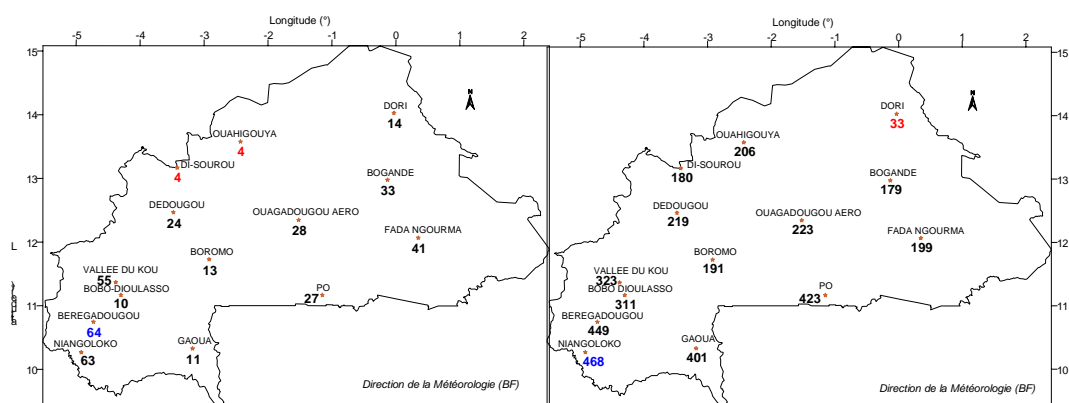 Longitude (°)
-5 -4 -3 -2 -1 0 1 2
15
14
13
12
11
10
N
DORI
14
OUAHIGOUYA
4
DI-SOUROU
4
BOGANDE
33
DEDOUGOU
24
OUAGADOUGOU AERO
28
FADA NGOURMA
41
BOROMO
13
VALLEE DU KOU
55
BOBO-DIOULASSO
10
PO
27
BEREGADOUGOU
64
NIANGOLOKO
63
GAOUA
11
Direction de la Météorologie (BF)
Longitude (°)
-5 -4 -3 -2 -1 0 1 2
15
14
13
12
11
10
N
DORI
33
OUAHIGOUYA
206
DI-SOUROU
180
BOGANDE
179
DEDOUGOU
219
OUAGADOUGOU AERO
223
FADA NGOURMA
199
BOROMO
191
VALLEE DU KOU
323
BOBO DIOULASSO
311
PO
423
BEREGADOUGOU
449
NIANGOLOKO
468
GAOUA
401
Direction de la Météorologie (BF)